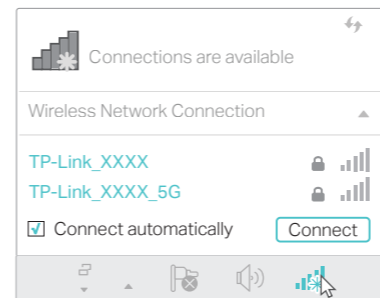 Connections are available
Wireless Network Connection
TP-Link_XXXX
TP-Link_XXXX_5G
Connect automatically
Connect